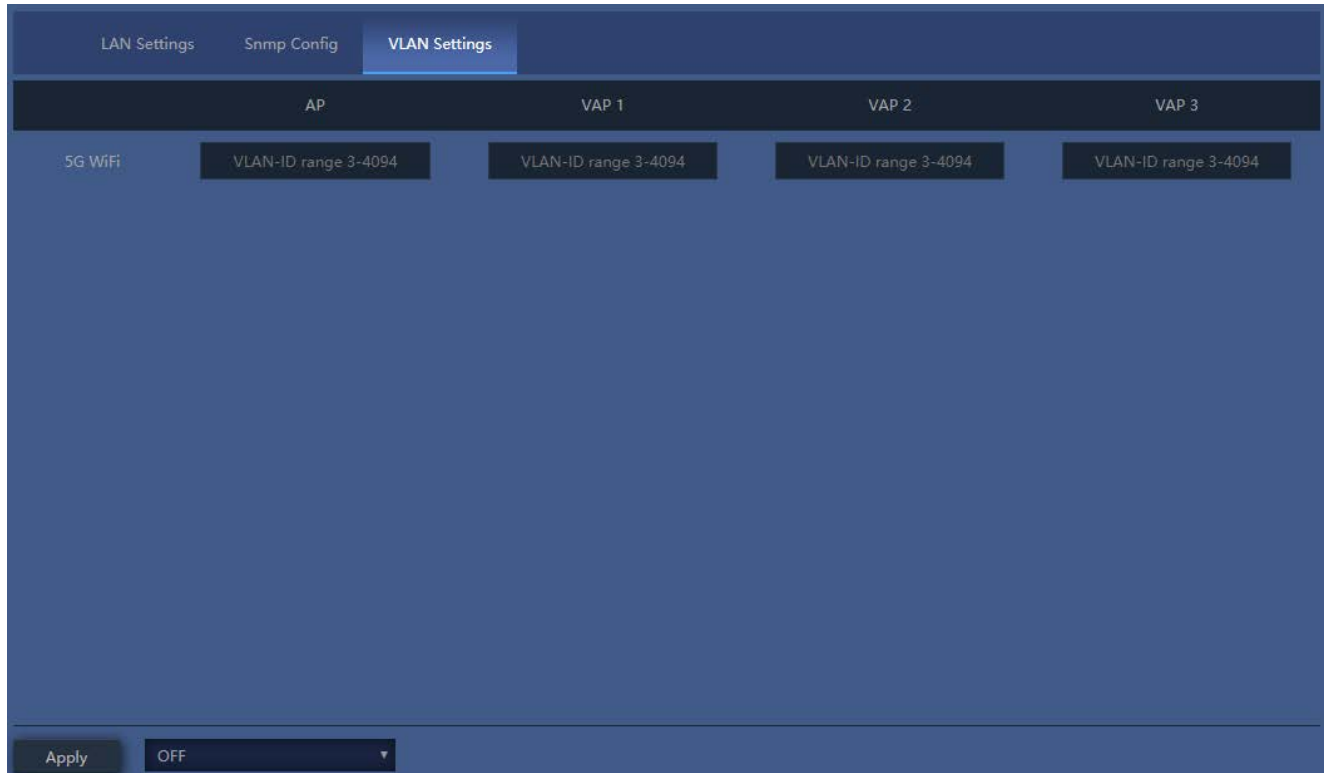 LAN Settings Snmp Config VLAN Settings
AP VAP 1 VAP 2 VAP 3
5G WiFi VLAN-ID range 3-4094 VLAN-ID range 3-4094 VLAN-ID range 3-4094 VLAN-ID range 3-4094
Apply OFF